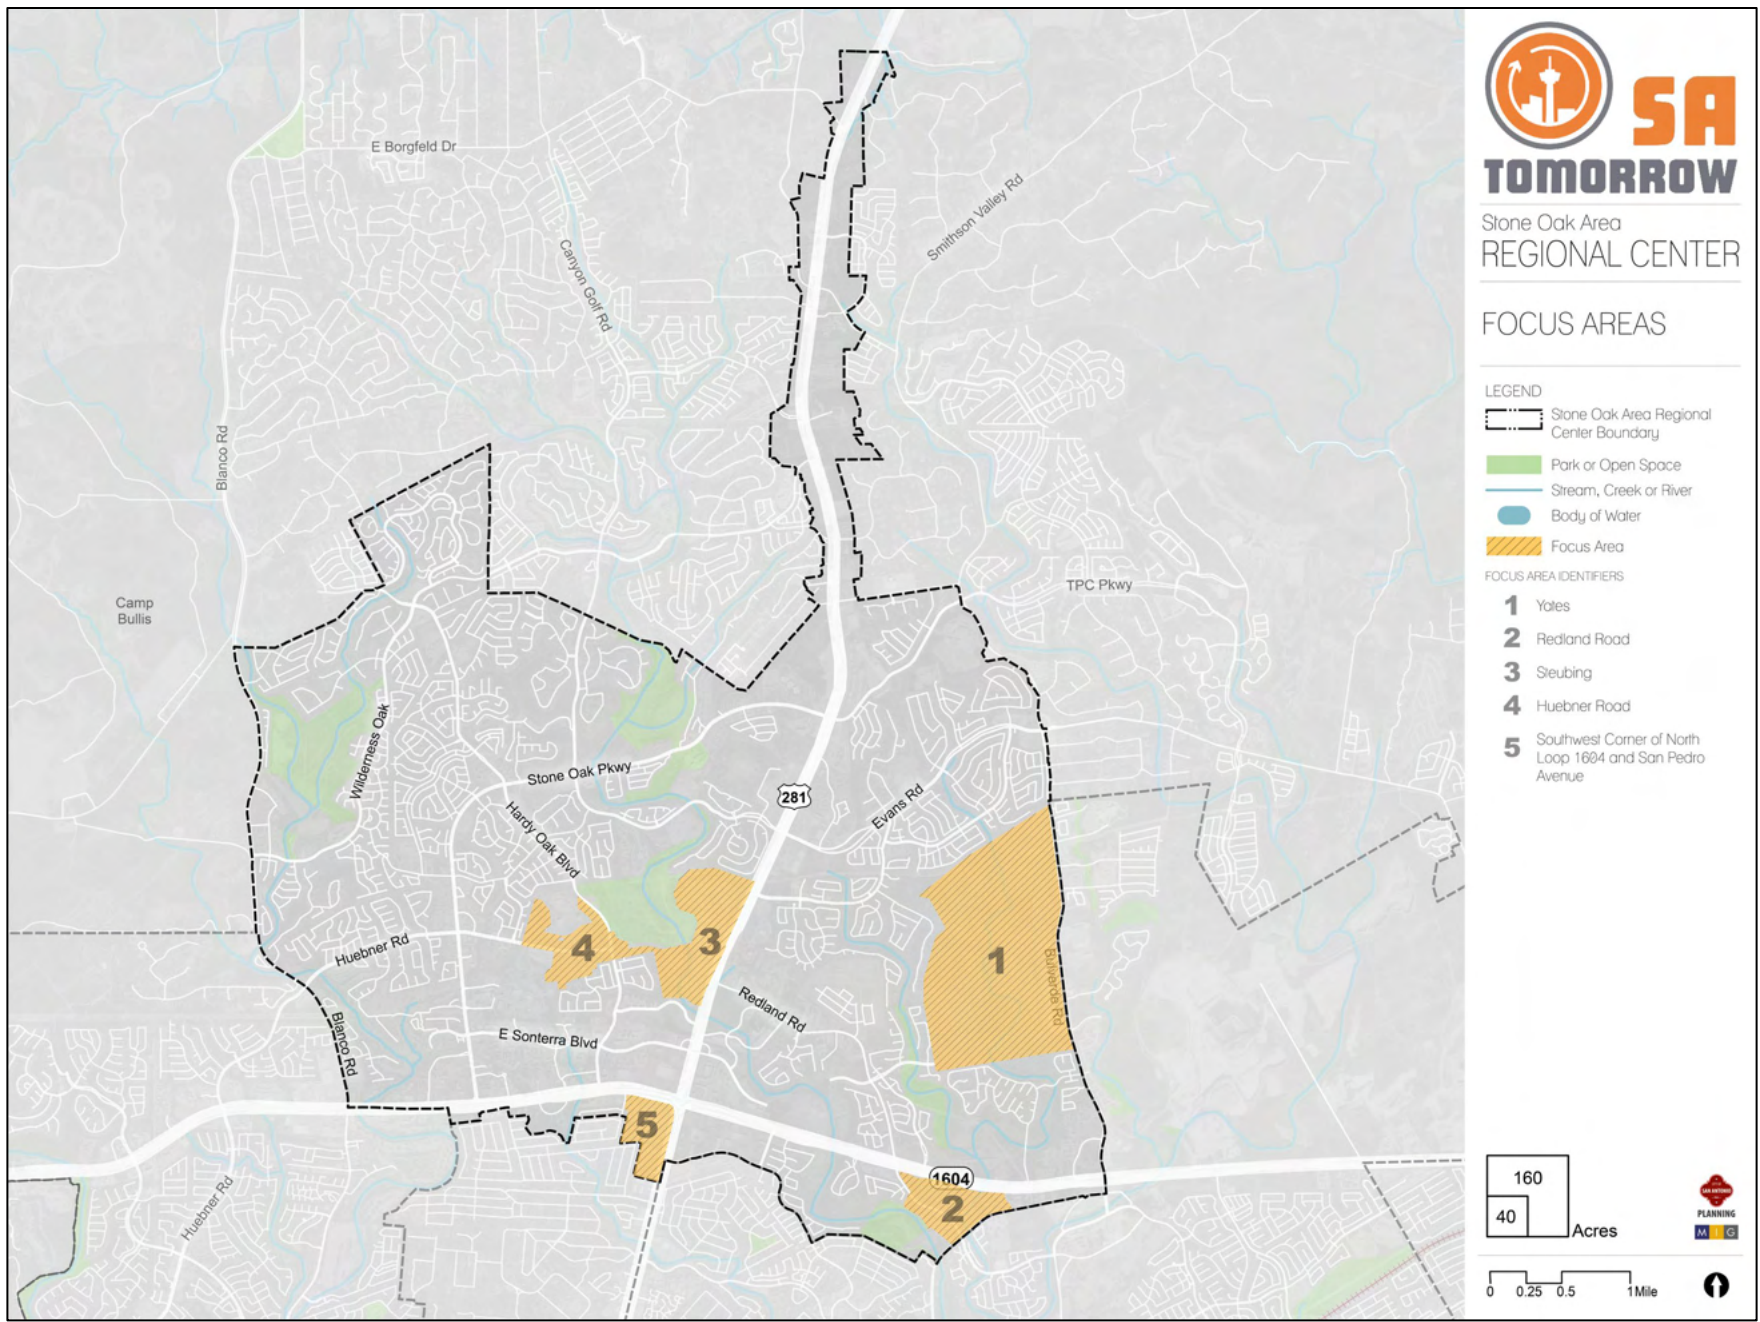 E Borgfeld Dr
Smithson Valley Rd
Canyon Golf Rd
Blanco Rd
TPC Pkwy
Camp
Bullis
Wilderness Oak
Stone Oak Pkwy
281
Evans Rd
Hardy Oak Blvd
Huebner Rd
4
3
1
Bulverde Rd
Redland Rd
E Sonterra Blvd
Blanco Rd
5
1604
2
Huebner Rd
SA
TOMORROW
Stone Oak Area
REGIONAL CENTER
FOCUS AREAS
LEGEND
Stone Oak Area Regional
Center Boundary
Park or Open Space
Stream, Creek or River
Body of Water
Focus Area
FOCUS AREA IDENTIFIERS
1 Yates
2 Redland Road
3 Steubing
4 Huebner Road
5 Southwest Corner of North
Loop 1604 and San Pedro
Avenue
160
40
Acres
SAN ANTONIO
PLANNING
M I G
0 0.25 0.5 1 Mile